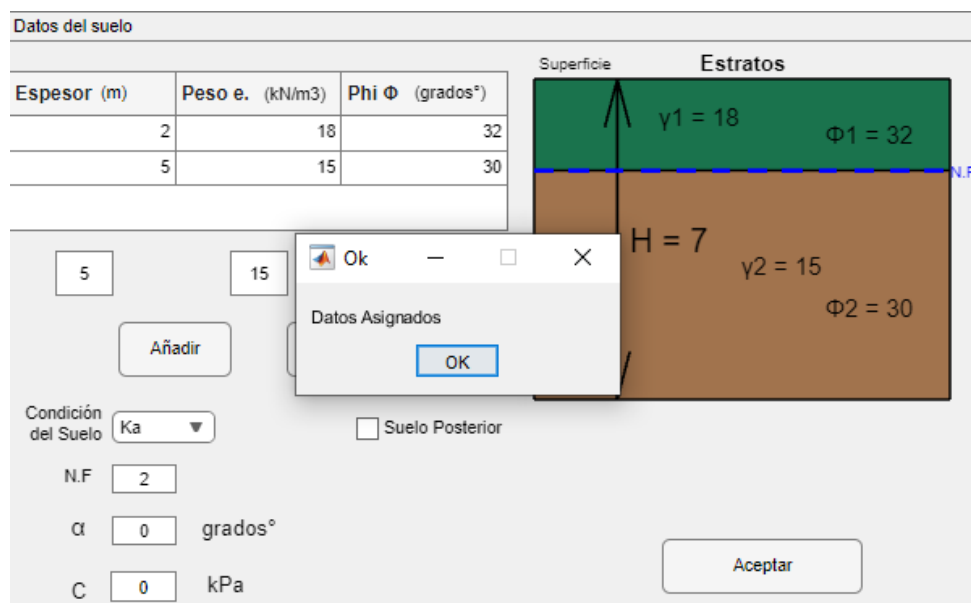 Datos del suelo
Espesor (m) Peso e. (kN/m3) Phi Φ (grados°)
2 18 32
5 15 30
Superficie
Estratos
γ1 = 18
Φ1 = 32
N.F
H = 7
γ2 = 15
Φ2 = 30
5 15
Ok
Datos Asignados
OK
Añadir
Condición
del Suelo
Ka
Suelo Posterior
N.F 2
α 0 grados°
C 0 kPa
Aceptar